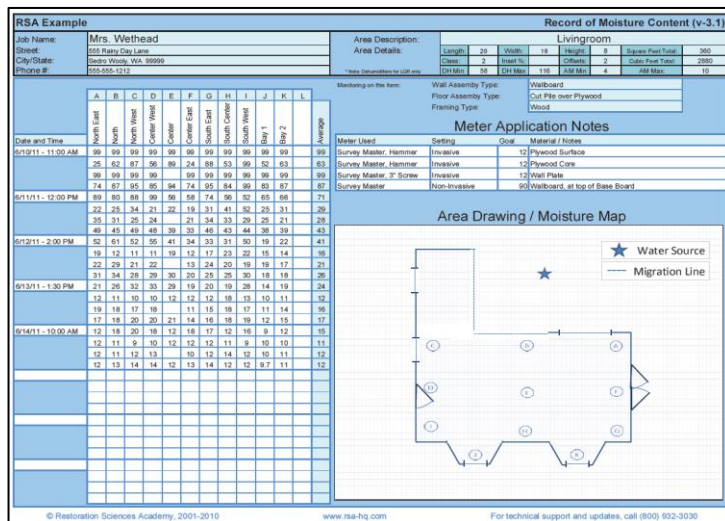 RSA Example Record of Moisture Content (v-3.1)
Job Name: Mrs. Wethead Area Description: Livingroom
Street: 555 Rainy Day Lane Area Details: Length: 20 Width: 18 Height: 8 Square Feet Total: 360
City/State: Sedro Wooly, WA 99999 Class: 2 Inset %: Offsets: 2 Cubic Feet Total: 2880
Phone #: 555-555-1212 DH Min 58 DH Max 116 AM Min 4 AM Max: 10
Monitoring on this form: Wall Assemby Type: Wallboard
Floor Assemby Type: Cut Pile over Plywood
Framing Type: Wood
A B C D E F G H I J K L
Date and Time North East North North West Center West Center Center East South East South Center South West Bay 1 Bay 2 Average
6/10/11 - 11:00 AM 99 99 99 99 99 99 99 99 99 99 99 99
25 62 87 56 89 24 88 53 99 52 63 63
99 99 99 99 99 99 99 99 99 99 99
74 87 95 85 94 74 95 84 99 83 87 87
6/11/11 - 12:00 PM 89 80 88 99 56 58 74 56 52 65 66 71
22 25 34 21 22 19 31 41 52 25 31 29
35 31 25 24 21 34 33 29 25 21 28
49 45 49 48 39 33 46 43 44 38 39 43
6/12/11 - 2:00 PM 52 61 52 55 41 34 33 31 50 19 22 41
19 12 11 11 19 12 17 23 22 15 14 16
22 29 21 22 13 24 20 19 19 17 21
31 34 28 29 30 20 25 25 30 18 18 26
6/13/11 - 1:30 PM 21 26 32 33 29 19 20 19 28 14 19 24
12 11 10 10 12 12 12 18 13 10 11 12
19 18 17 18 11 15 18 17 11 14 16
17 18 20 20 21 14 16 18 19 12 15 17
6/14/11 - 10:00 AM 12 18 20 18 12 18 17 12 16 9 12 15
12 11 9 10 12 12 12 11 9 10 10 11
12 11 12 13 10 12 14 12 10 11 12
12 13 14 14 12 13 14 12 12 9.7 11 12
Meter Application Notes
Meter Used Setting Goal Material / Notes
Survey Master, Hammer Invasive 12 Plywood Surface
Survey Master, Hammer Invasive 12 Plywood Core
Survey Master, 3" Screw Invasive 12 Wall Plate
Survey Master Non-Invasive 90 Wallboard, at top of Base Board
Area Drawing / Moisture Map
Water Source
Migration Line
C B A
D E F
I H G
J K
© Restoration Sciences Academy, 2001-2010 www.rsa-hq.com For technical support and updates, call (800) 932-3030